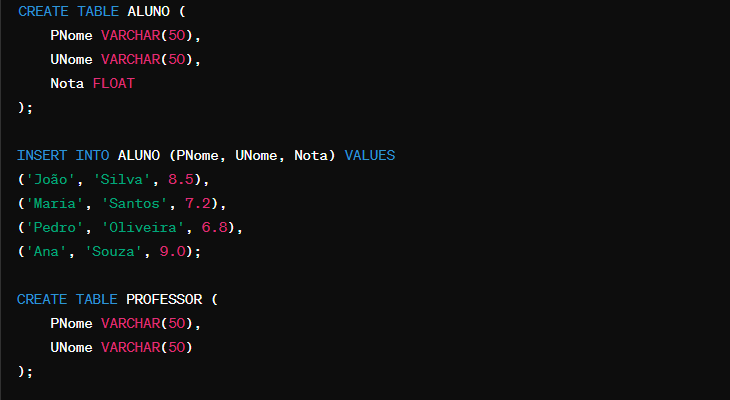 CREATE TABLE ALUNO (
    PNome VARCHAR(50),
    UNome VARCHAR(50),
    Nota FLOAT
);

INSERT INTO ALUNO (PNome, UNome, Nota) VALUES
('João', 'Silva', 8.5),
('Maria', 'Santos', 7.2),
('Pedro', 'Oliveira', 6.8),
('Ana', 'Souza', 9.0);

CREATE TABLE PROFESSOR (
    PNome VARCHAR(50),
    UNome VARCHAR(50)
);